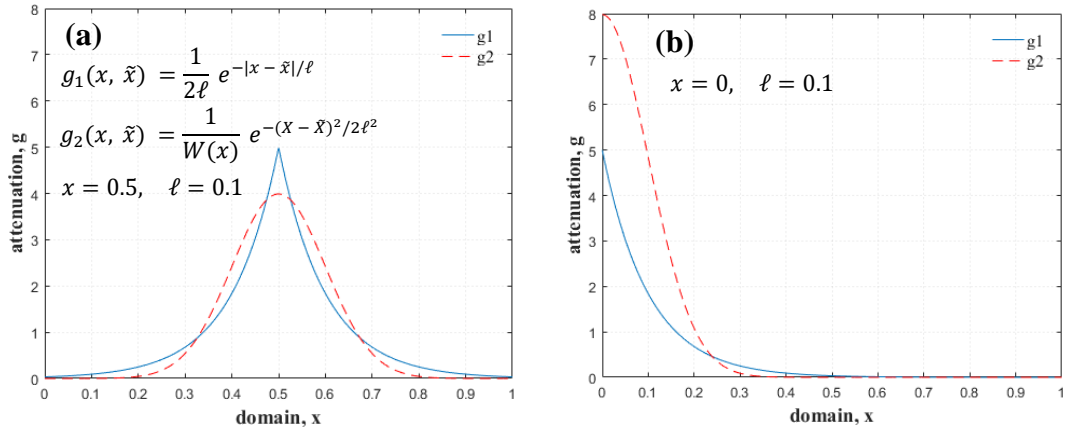 (a)
g1
g2
g₁(x, x̃) = 1/2ℓ e^−|x − x̃|/ℓ
g₂(x, x̃) = 1/W(x) e^−(X − X̃)²/2ℓ²
x = 0.5, ℓ = 0.1
attenuation, g
8
7
6
5
4
3
2
1
0
0 0.1 0.2 0.3 0.4 0.5 0.6 0.7 0.8 0.9 1
domain, x
(b)
g1
g2
x = 0, ℓ = 0.1
attenuation, g
8
7
6
5
4
3
2
1
0
0 0.1 0.2 0.3 0.4 0.5 0.6 0.7 0.8 0.9 1
domain, x